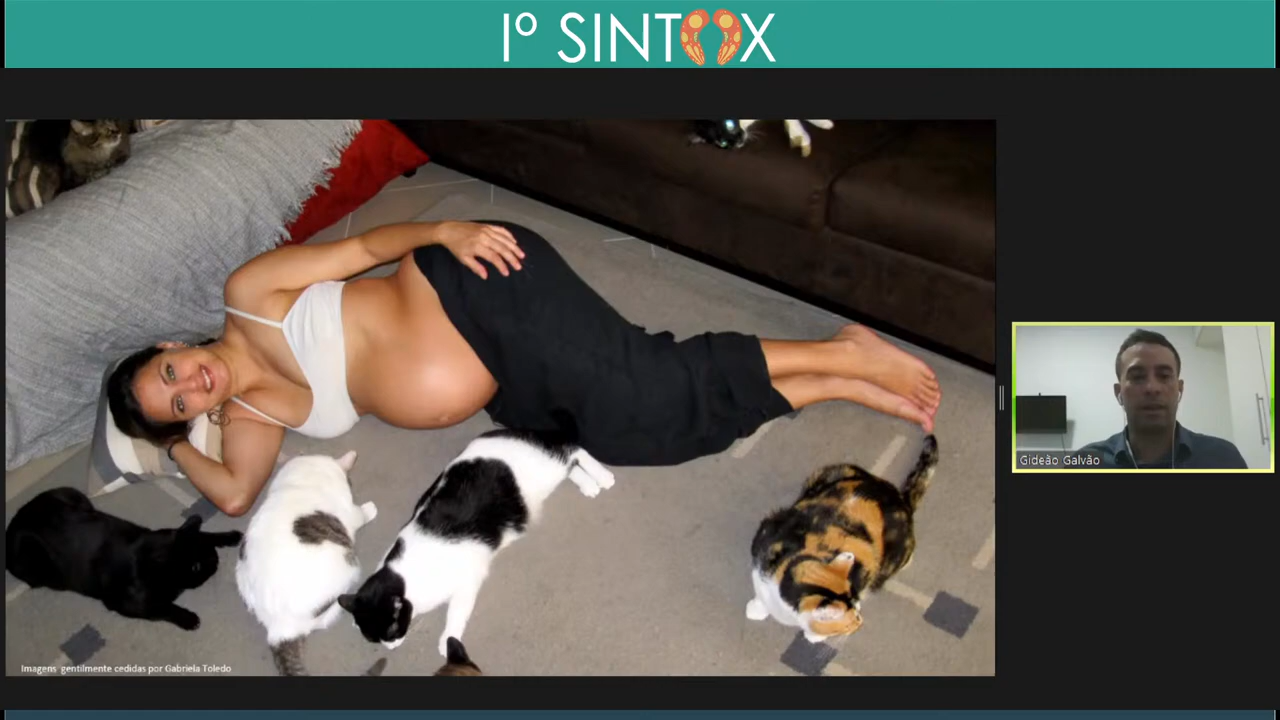 Iº SINTOX
Gideão Galvão
Imagens gentilmente cedidas por Gabriela Toledo